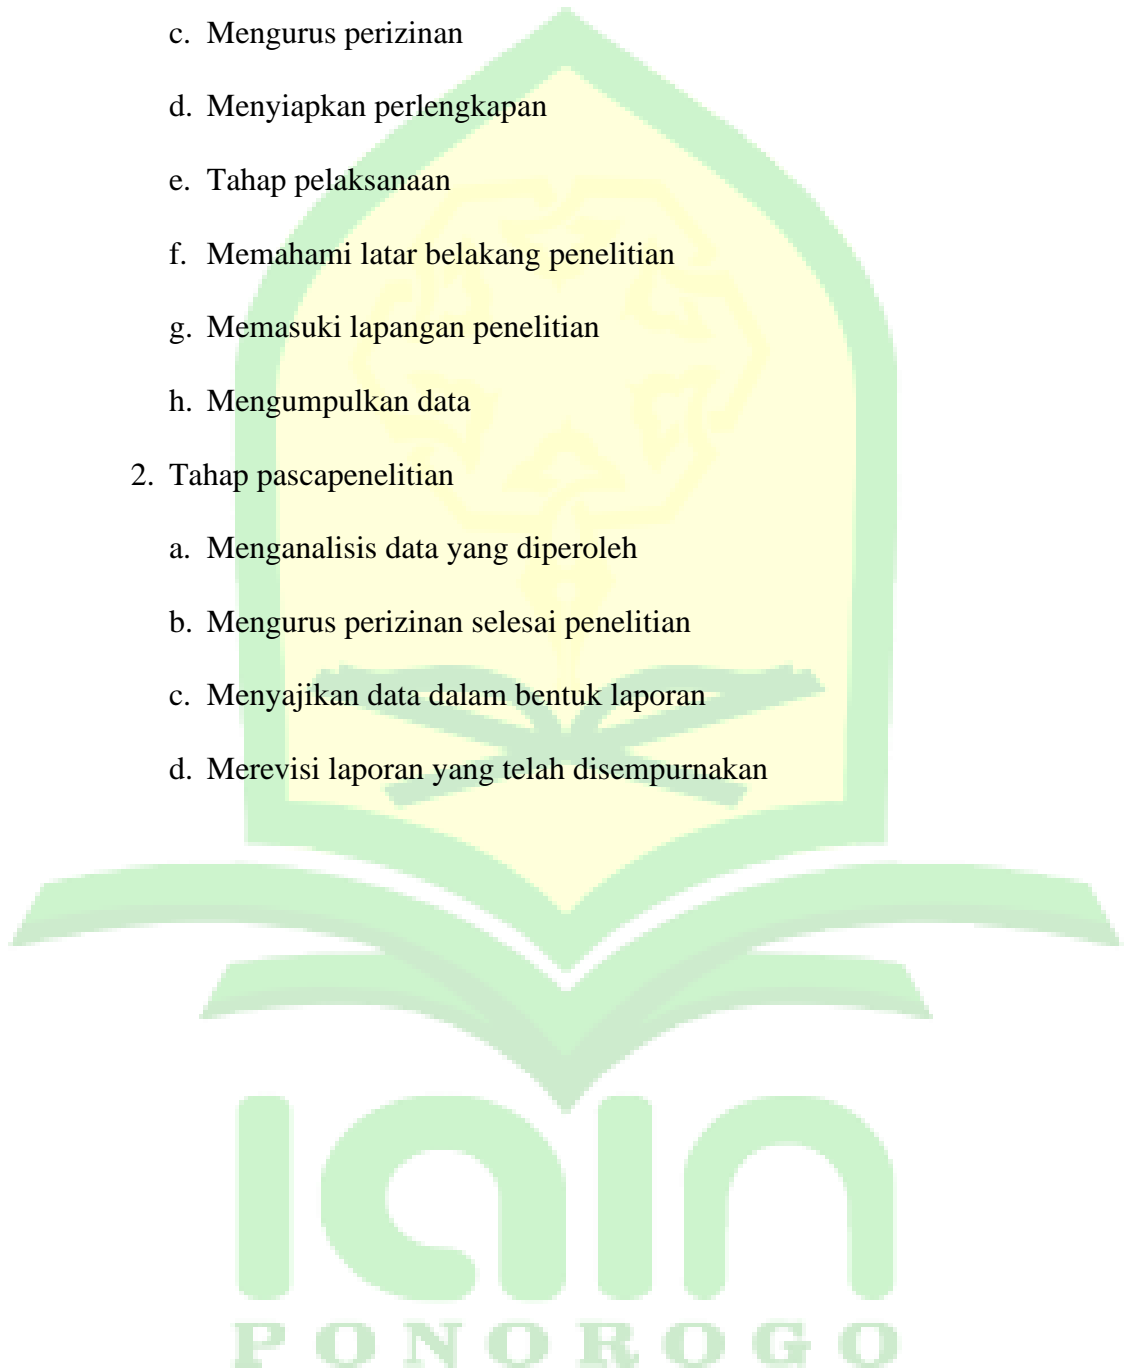 c. Mengurus perizinan
d. Menyiapkan perlengkapan
e. Tahap pelaksanaan
f. Memahami latar belakang penelitian
g. Memasuki lapangan penelitian
h. Mengumpulkan data
2. Tahap pascapenelitian
a. Menganalisis data yang diperoleh
b. Mengurus perizinan selesai penelitian
c. Menyajikan data dalam bentuk laporan
d. Merevisi laporan yang telah disempurnakan
iain
PONOROGO